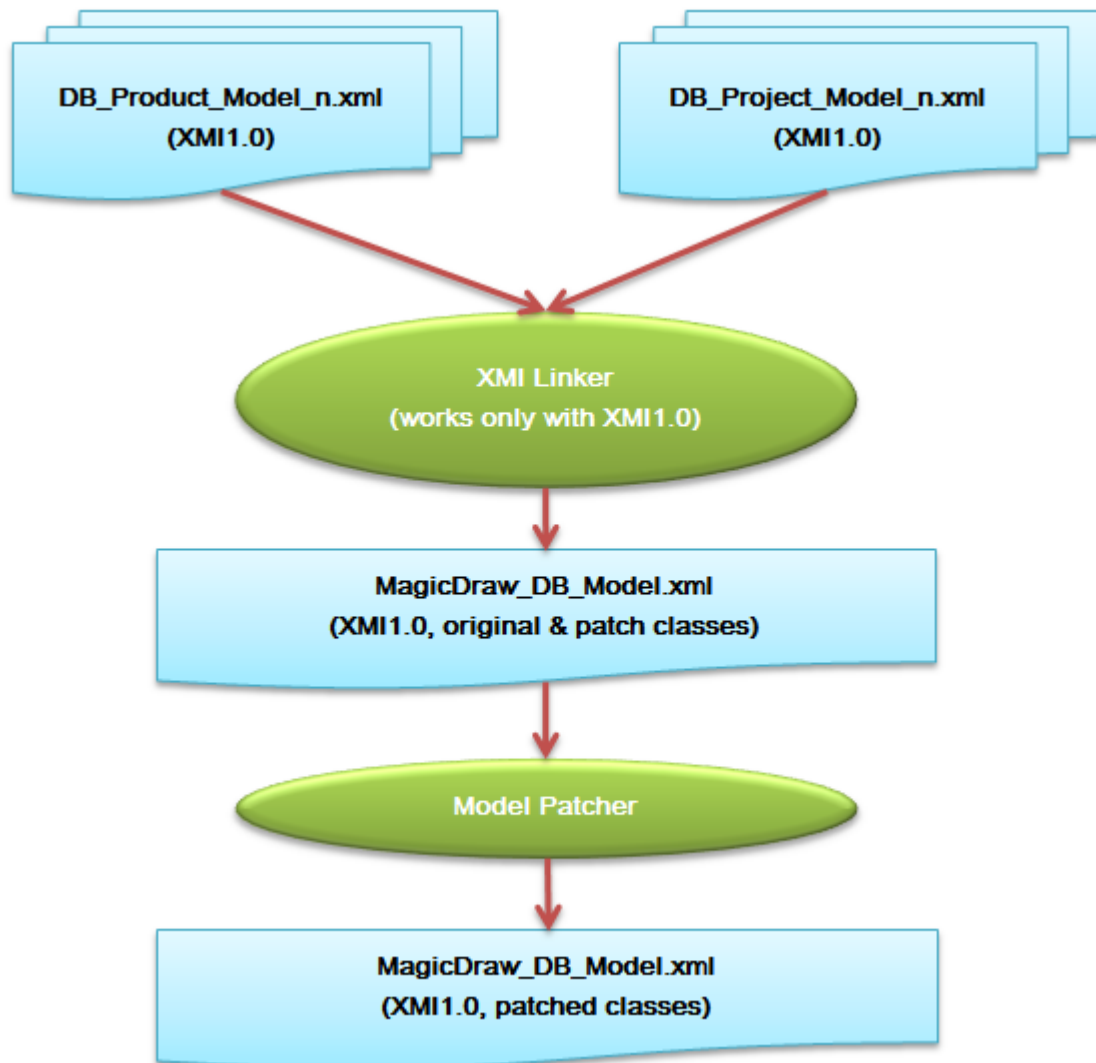 DB_Product_Model_n.xml
(XMI1.0)
DB_Project_Model_n.xml
(XMI1.0)
XMI Linker
(works only with XMI1.0)
MagicDraw_DB_Model.xml
(XMI1.0, original & patch classes)
Model Patcher
MagicDraw_DB_Model.xml
(XMI1.0, patched classes)